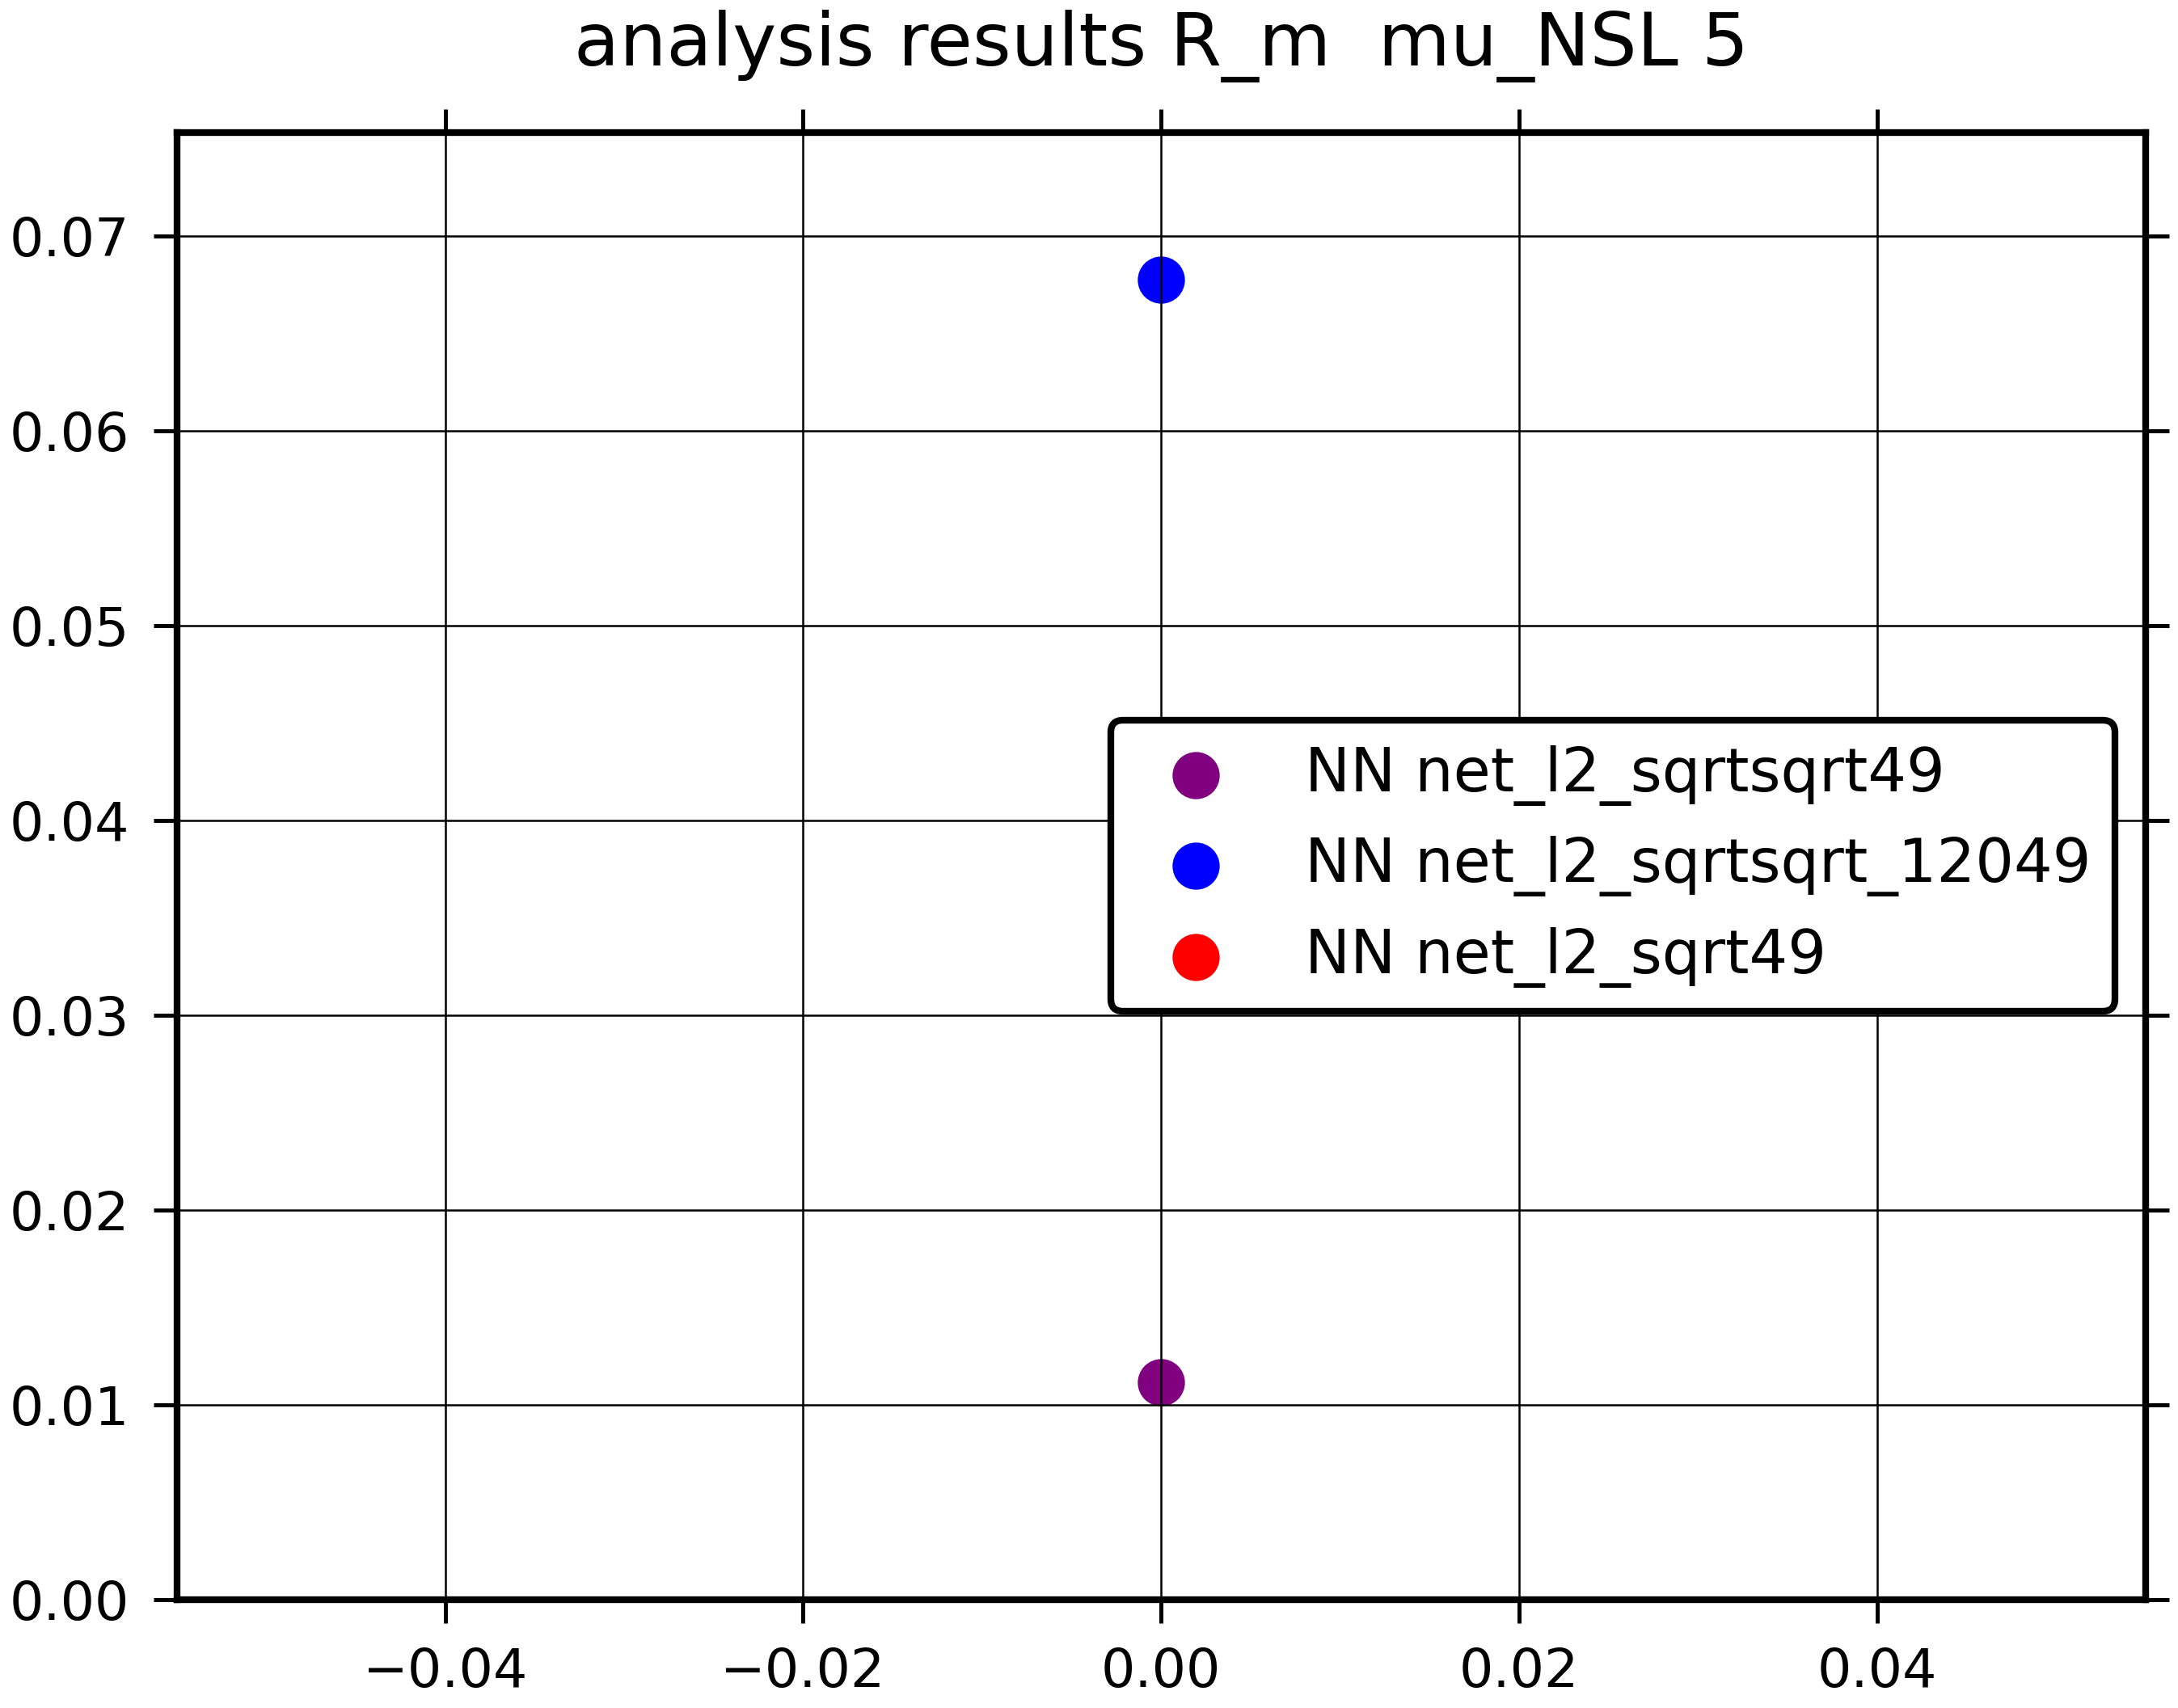 analysis results R_m  mu_NSL 5
0.07
0.06
0.05
0.04
0.03
0.02
0.01
0.00
NN net_l2_sqrtsqrt49
NN net_l2_sqrtsqrt_12049
NN net_l2_sqrt49
−0.04 −0.02 0.00 0.02 0.04